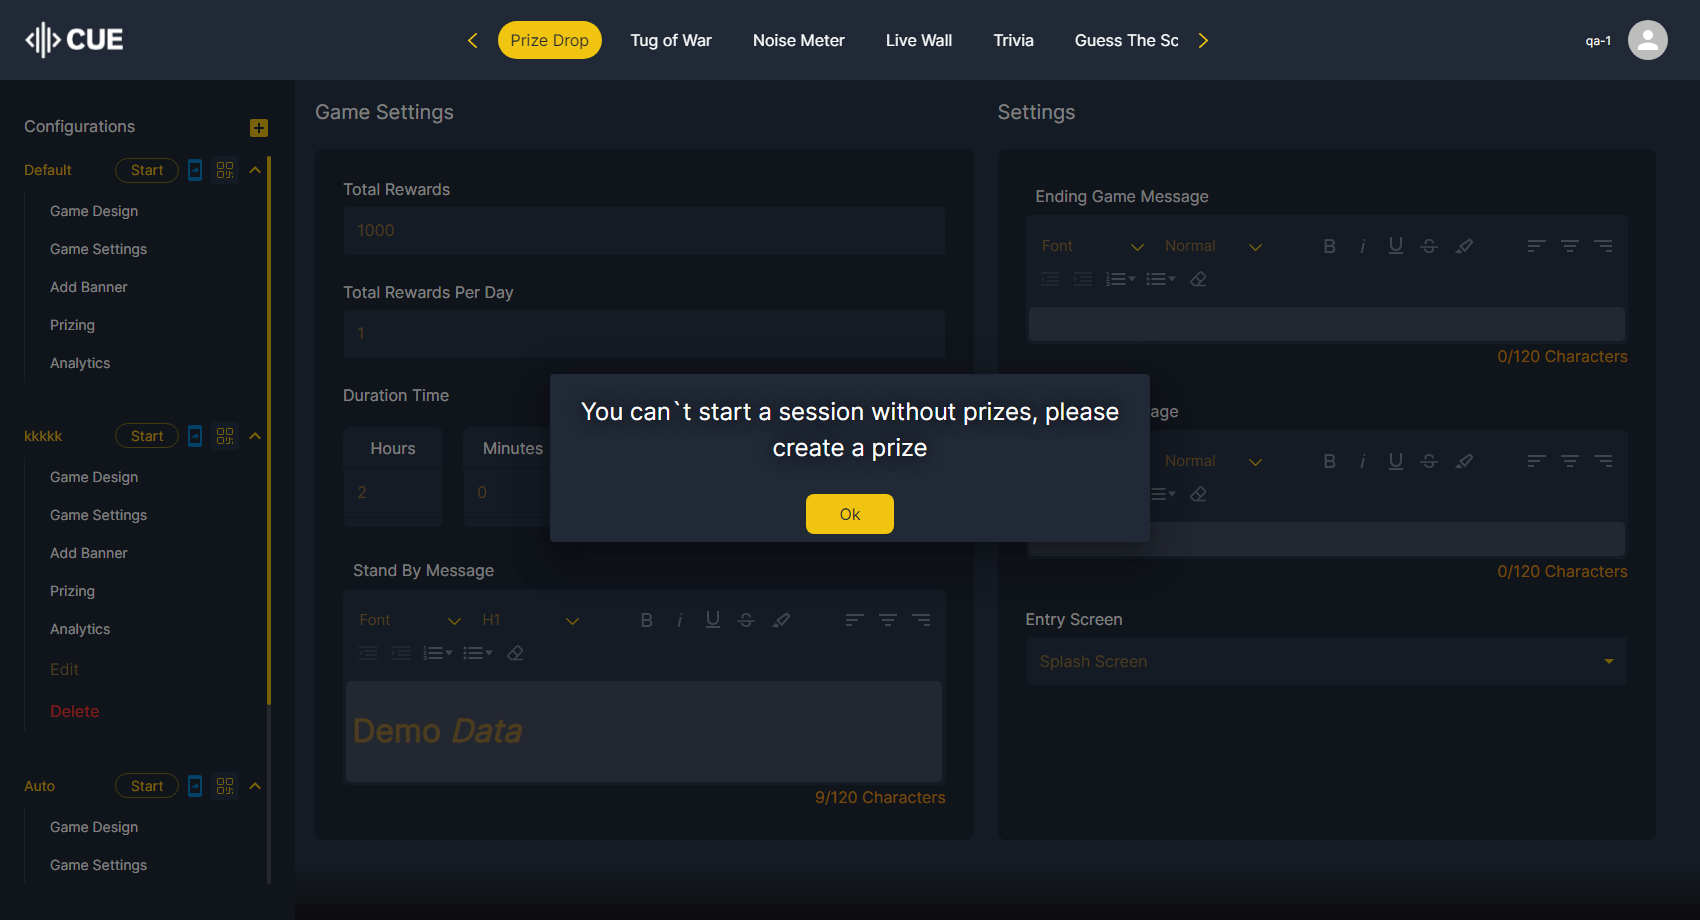 CUE
Prize Drop
Tug of War
Noise Meter
Live Wall
Trivia
Guess The Sc
qa-1
Configurations
Default
Start
Game Design
Game Settings
Add Banner
Prizing
Analytics
kkkkk
Start
Game Design
Game Settings
Add Banner
Prizing
Analytics
Edit
Delete
Auto
Start
Game Design
Game Settings
Game Settings
Total Rewards
1000
Total Rewards Per Day
1
Duration Time
Hours
Minutes
2
0
Stand By Message
Font
H1
B i U S
Demo Data
9/120 Characters
Settings
Ending Game Message
Font
Normal
B i U S
0/120 Characters
age
Normal
B i U S
0/120 Characters
Entry Screen
Splash Screen
You can`t start a session without prizes, please
create a prize
Ok